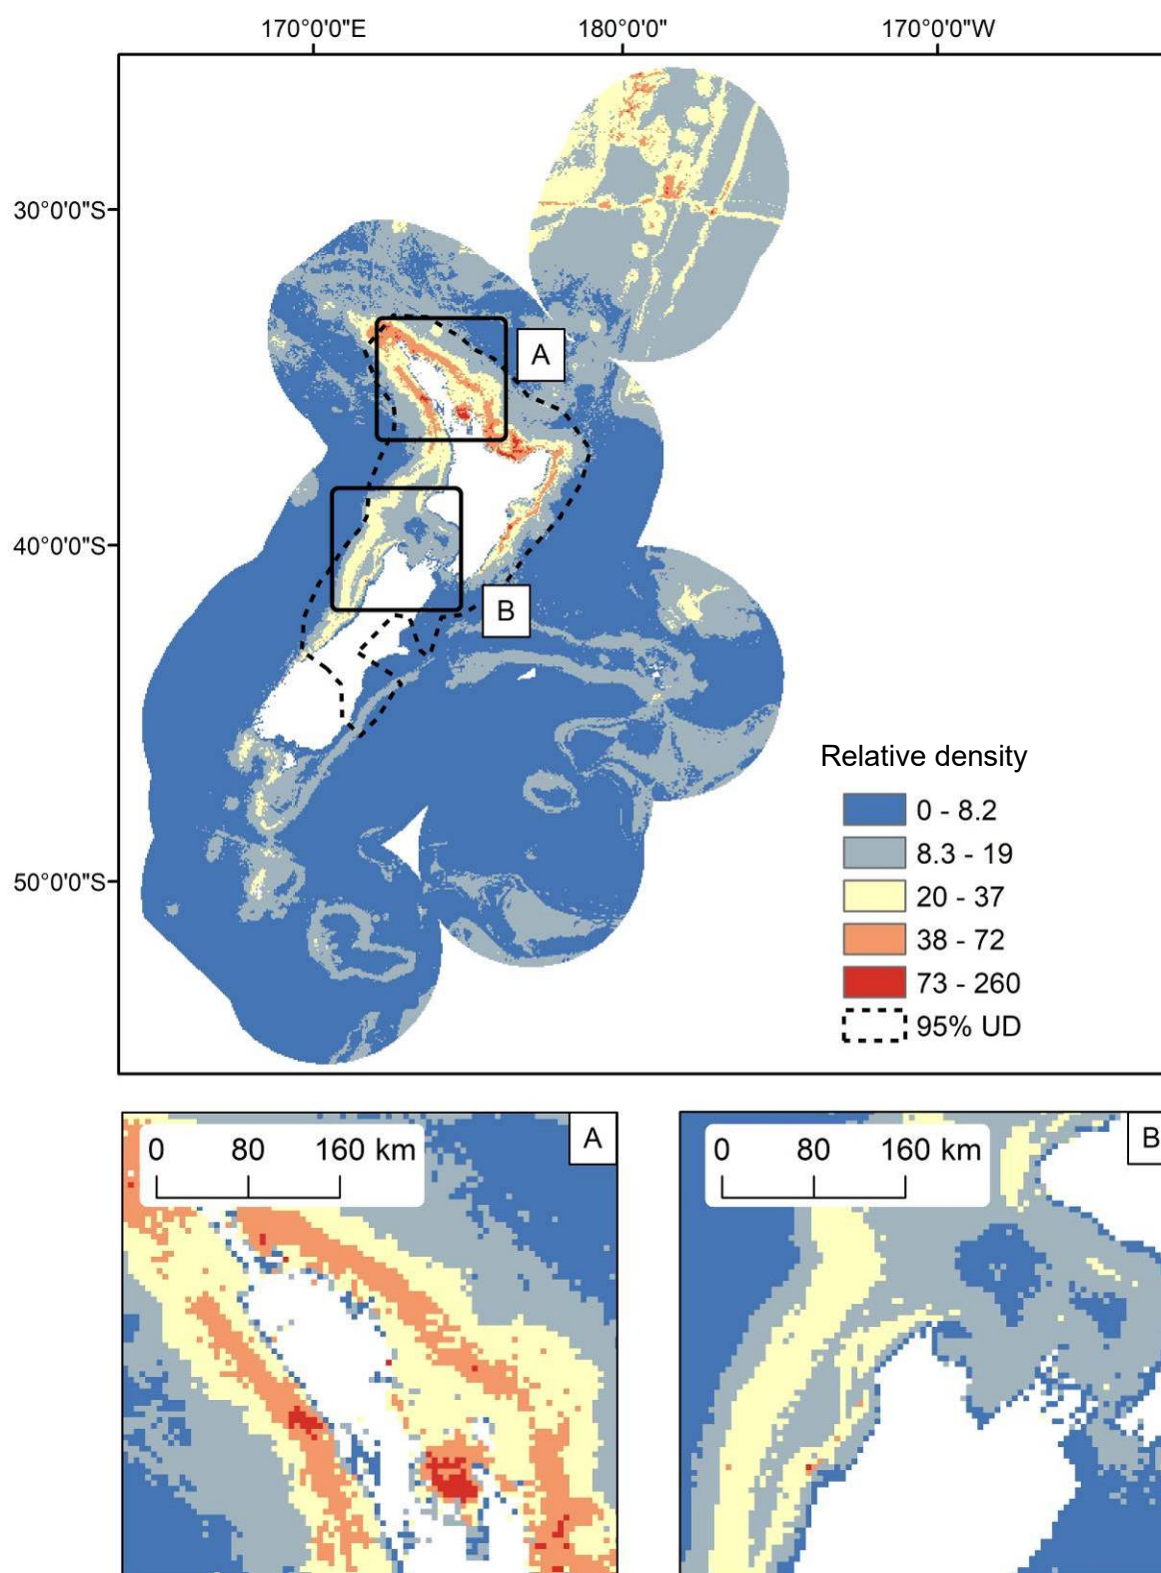 170°0'0"E 180°0'0" 170°0'0"W
30°0'0"S
A
40°0'0"S
B
Relative density
0 - 8.2
8.3 - 19
50°0'0"S
20 - 37
38 - 72
73 - 260
95% UD
0 80 160 km A
0 80 160 km B